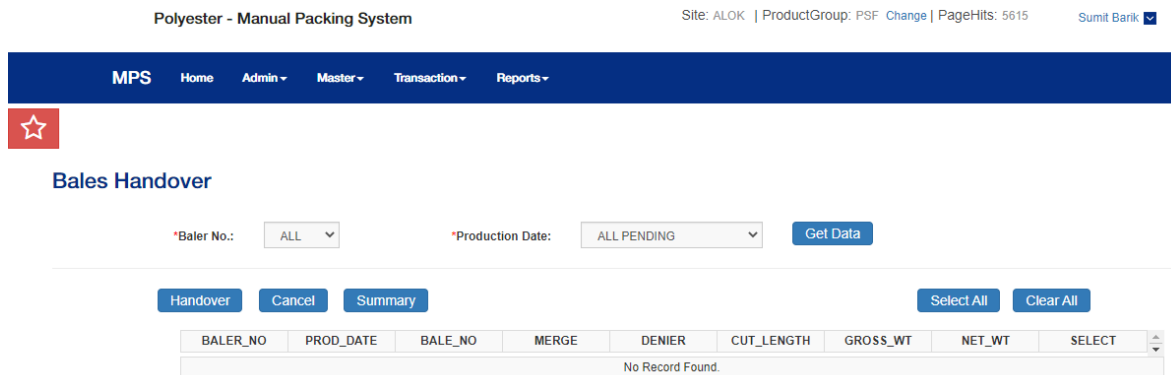 Polyester - Manual Packing System Site: ALOK | ProductGroup: PSF Change | PageHits: 5615 Sumit Barik
MPS Home Admin Master Transaction Reports
Bales Handover
*Baler No.: ALL *Production Date: ALL PENDING Get Data
Handover Cancel Summary Select All Clear All
BALER_NO PROD_DATE BALE_NO MERGE DENIER CUT_LENGTH GROSS_WT NET_WT SELECT
No Record Found.